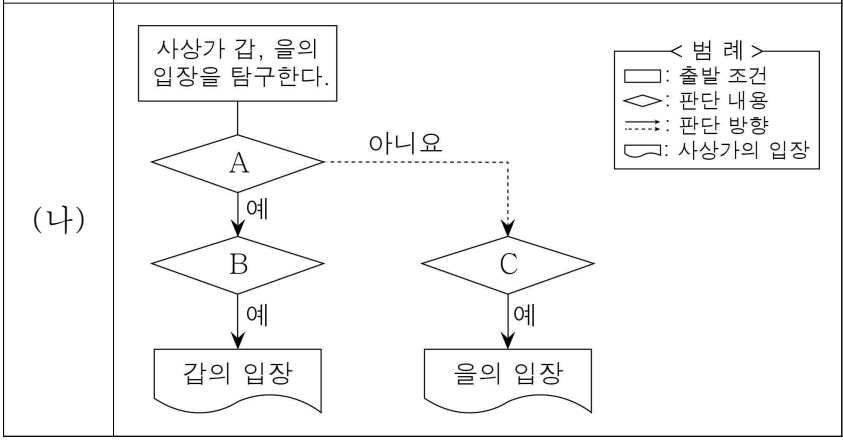 사상가 갑, 을의
입장을 탐구한다.
< 범 례 >
: 출발 조건
: 판단 내용
: 판단 방향
: 사상가의 입장
A
아니요
예
(나)
B
C
예
예
갑의 입장
을의 입장